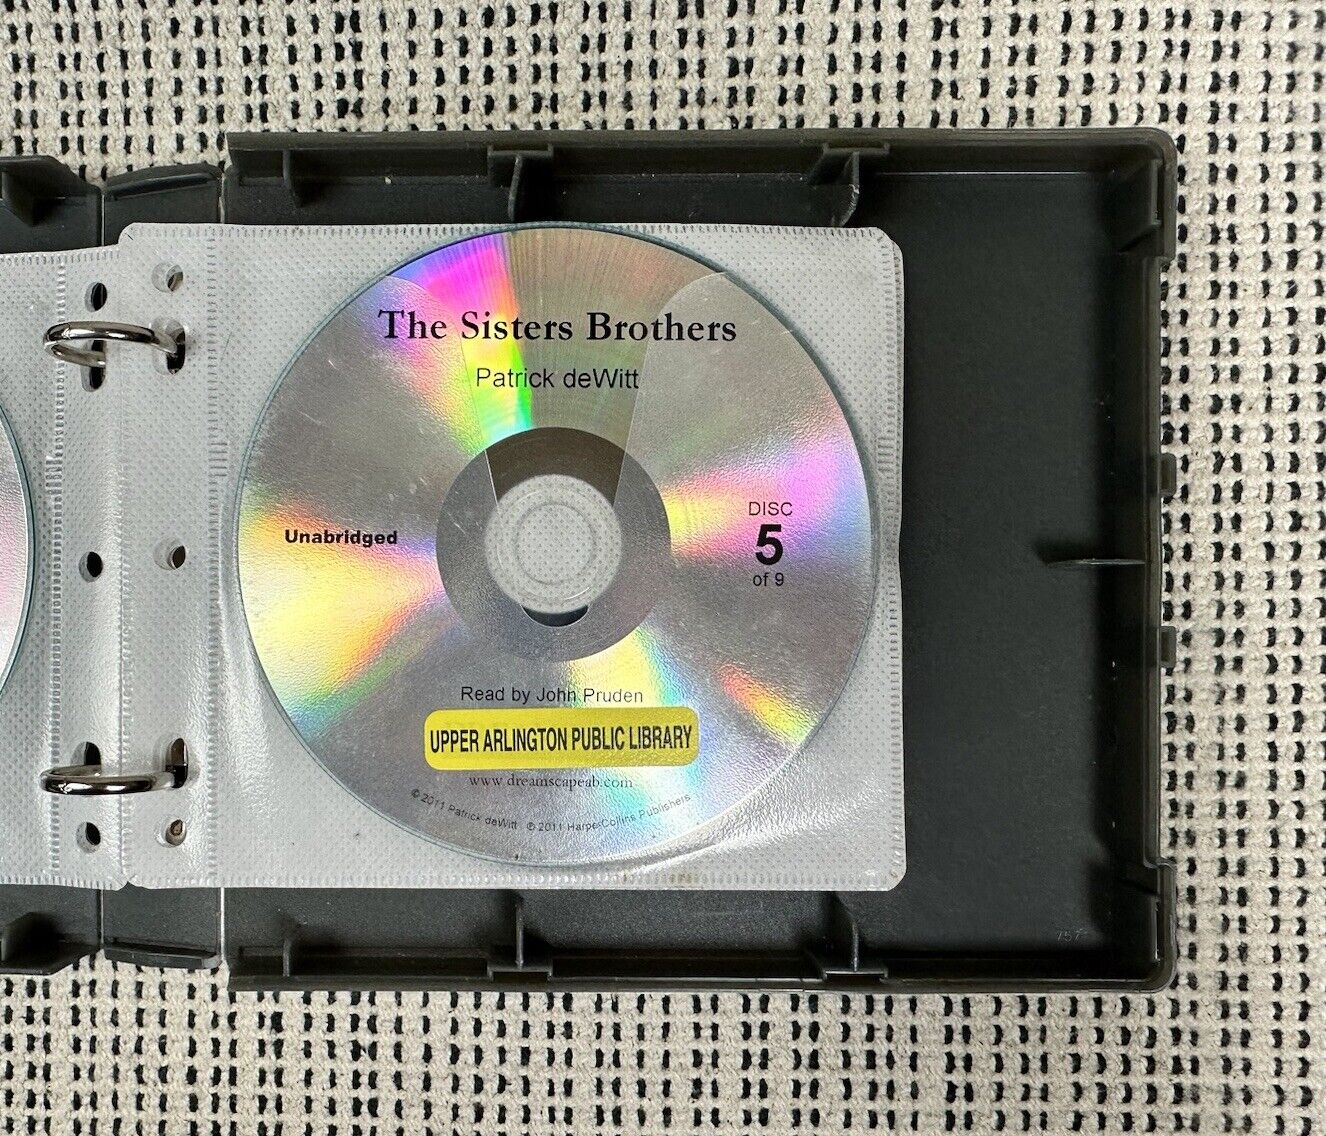 The Sisters Brothers
Patrick deWitt
Unabridged
DISC
5
of 9
Read by John Pruden
UPPER ARLINGTON PUBLIC LIBRARY
www.dreamscapeab.com
© 2011 Patrick deWitt © 2011 HarperCollins Publishers